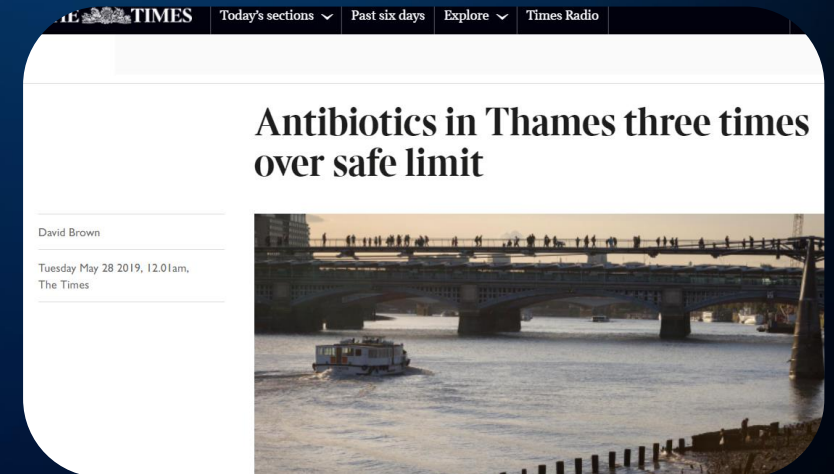 TIMES
Today's sections
Past six days
Explore
Times Radio
Antibiotics in Thames three times
over safe limit
David Brown
Tuesday May 28 2019, 12.01am,
The Times